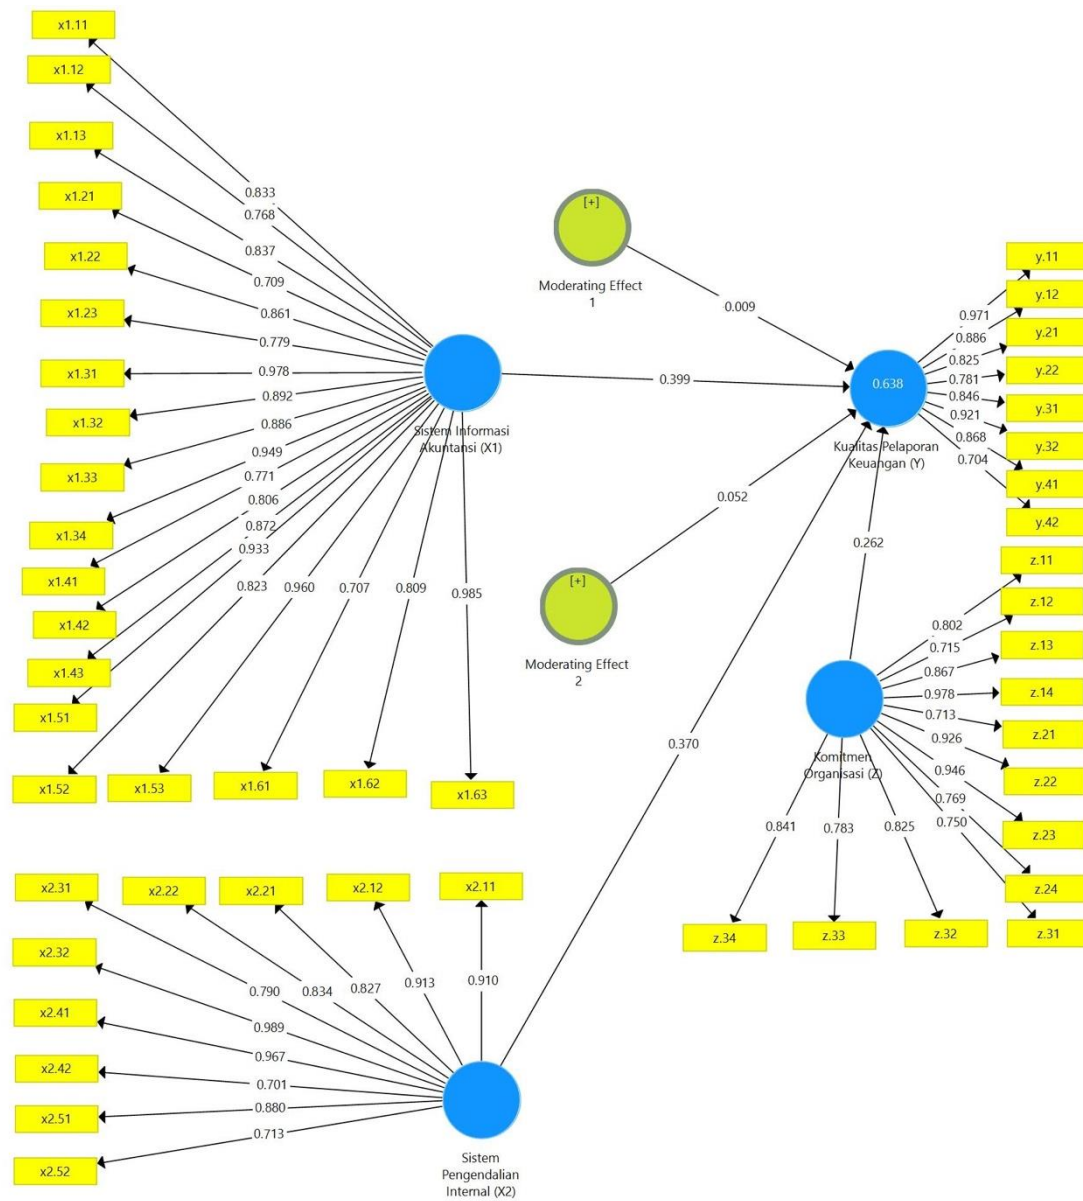 x1.11
x1.12
x1.13
x1.21
x1.22
x1.23
x1.31
x1.32
x1.33
x1.34
x1.41
x1.42
x1.43
x1.51
x1.52
x1.53
x1.61
x1.62
x1.63
0.833
0.768
0.837
0.709
0.861
0.779
0.978
0.892
0.886
0.949
0.771
0.806
0.872
0.933
0.823
0.960
0.707
0.809
0.985
Sistem Informasi
Akuntansi (X1)
[+]
Moderating Effect
1
0.009
0.399
[+]
Moderating Effect
2
0.052
0.370
0.262
0.638
Kualitas Pelaporan
Keuangan (Y)
0.971
0.886
0.825
0.781
0.846
0.921
0.868
0.704
y.11
y.12
y.21
y.22
y.31
y.32
y.41
y.42
Komitmen
Organisasi (Z)
0.802
0.715
0.867
0.978
0.713
0.926
0.946
0.769
0.750
0.825
0.783
0.841
z.11
z.12
z.13
z.14
z.21
z.22
z.23
z.24
z.31
z.32
z.33
z.34
x2.31
x2.22
x2.21
x2.12
x2.11
x2.32
x2.41
x2.42
x2.51
x2.52
0.790
0.834
0.827
0.913
0.910
0.989
0.967
0.701
0.880
0.713
Sistem
Pengendalian
Internal (X2)